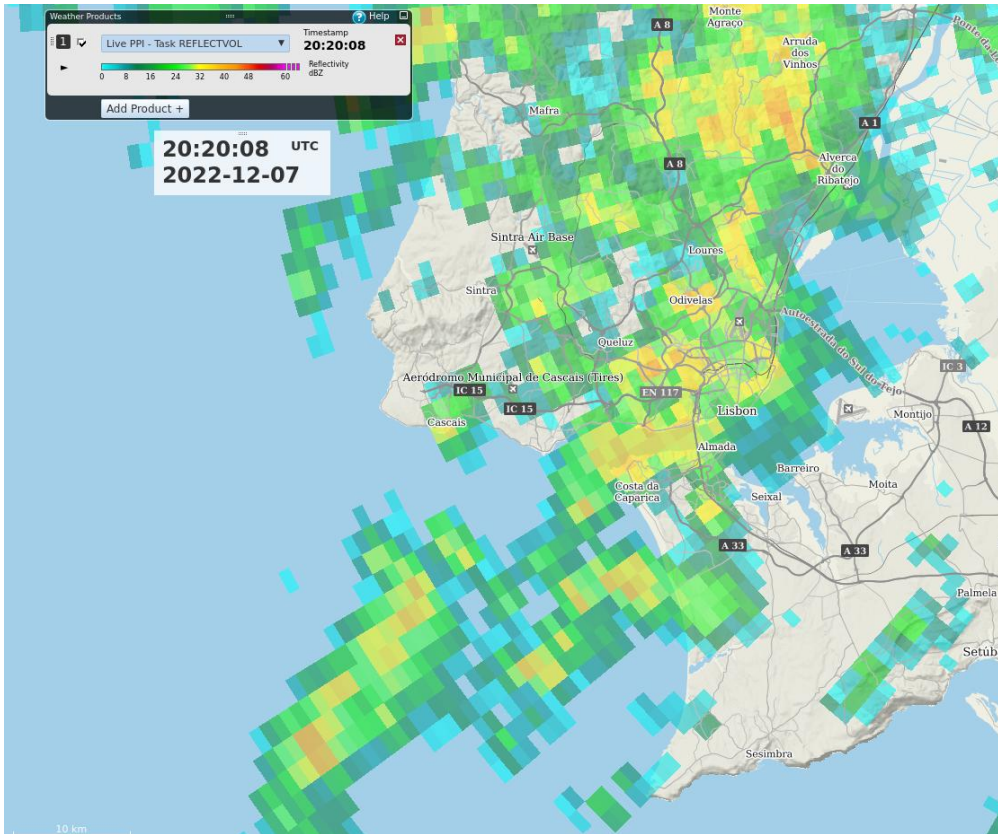 Weather Products
Help
1
Live PPI - Task REFLECTVOL
Timestamp
20:20:08
0 8 16 24 32 40 48 60
Reflectivity
dBZ
Add Product +
20:20:08 UTC
2022-12-07
Monte
Agraço
A 8
Arruda
dos
Vinhos
Mafra
A 1
A 8
Alverca
do
Ribatejo
Sintra Air Base
Loures
Sintra
Odivelas
Autoestrada do Sul do Tejo
Queluz
IC 3
Aeródromo Municipal de Cascais (Tires)
IC 15
EN 117
IC 15
Lisbon
Montijo
Cascais
A 12
Almada
Barreiro
Moita
Costa da
Caparica
Seixal
A 33
A 33
Palmela
Setúb
Sesimbra
10 km